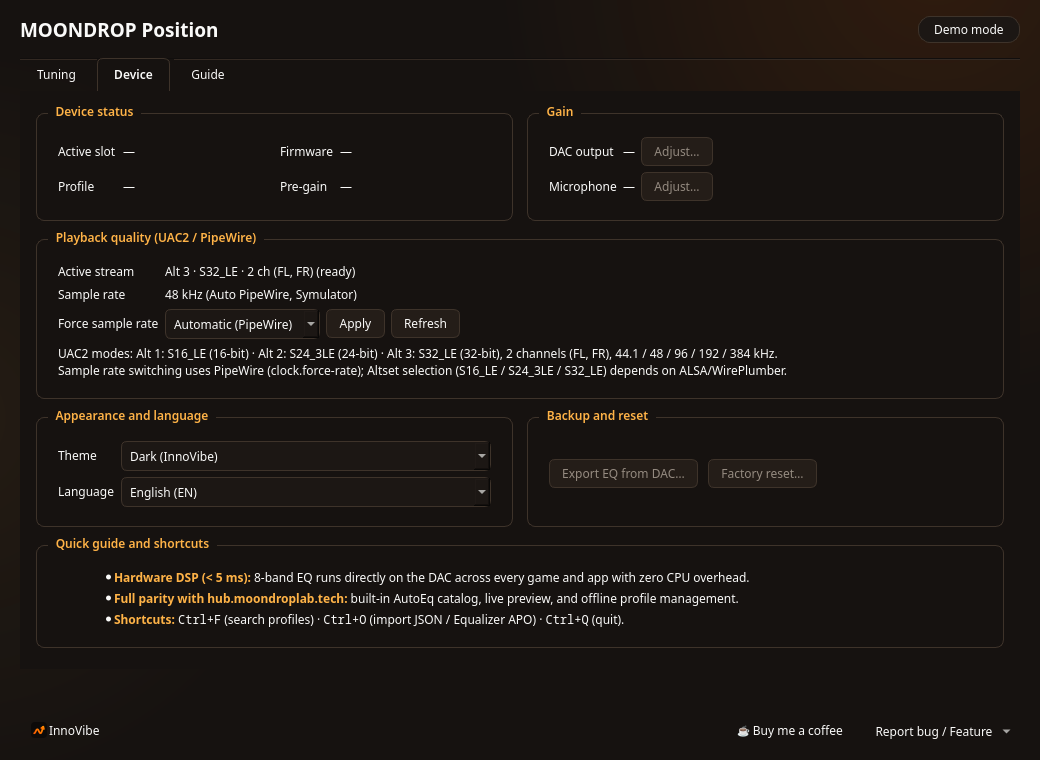 MOONDROP Position
Demo mode
Tuning
Device
Guide
Device status
Active slot —
Firmware —
Profile —
Pre-gain —
Gain
DAC output — Adjust...
Microphone — Adjust...
Playback quality (UAC2 / PipeWire)
Active stream Alt 3 · S32_LE · 2 ch (FL, FR) (ready)
Sample rate 48 kHz (Auto PipeWire, Symulator)
Force sample rate Automatic (PipeWire) Apply Refresh
UAC2 modes: Alt 1: S16_LE (16-bit) · Alt 2: S24_3LE (24-bit) · Alt 3: S32_LE (32-bit), 2 channels (FL, FR), 44.1 / 48 / 96 / 192 / 384 kHz.
Sample rate switching uses PipeWire (clock.force-rate); Altset selection (S16_LE / S24_3LE / S32_LE) depends on ALSA/WirePlumber.
Appearance and language
Theme Dark (InnoVibe)
Language English (EN)
Backup and reset
Export EQ from DAC... Factory reset...
Quick guide and shortcuts
• Hardware DSP (< 5 ms): 8-band EQ runs directly on the DAC across every game and app with zero CPU overhead.
• Full parity with hub.moondroplab.tech: built-in AutoEq catalog, live preview, and offline profile management.
• Shortcuts: Ctrl+F (search profiles) · Ctrl+O (import JSON / Equalizer APO) · Ctrl+Q (quit).
InnoVibe
Buy me a coffee
Report bug / Feature